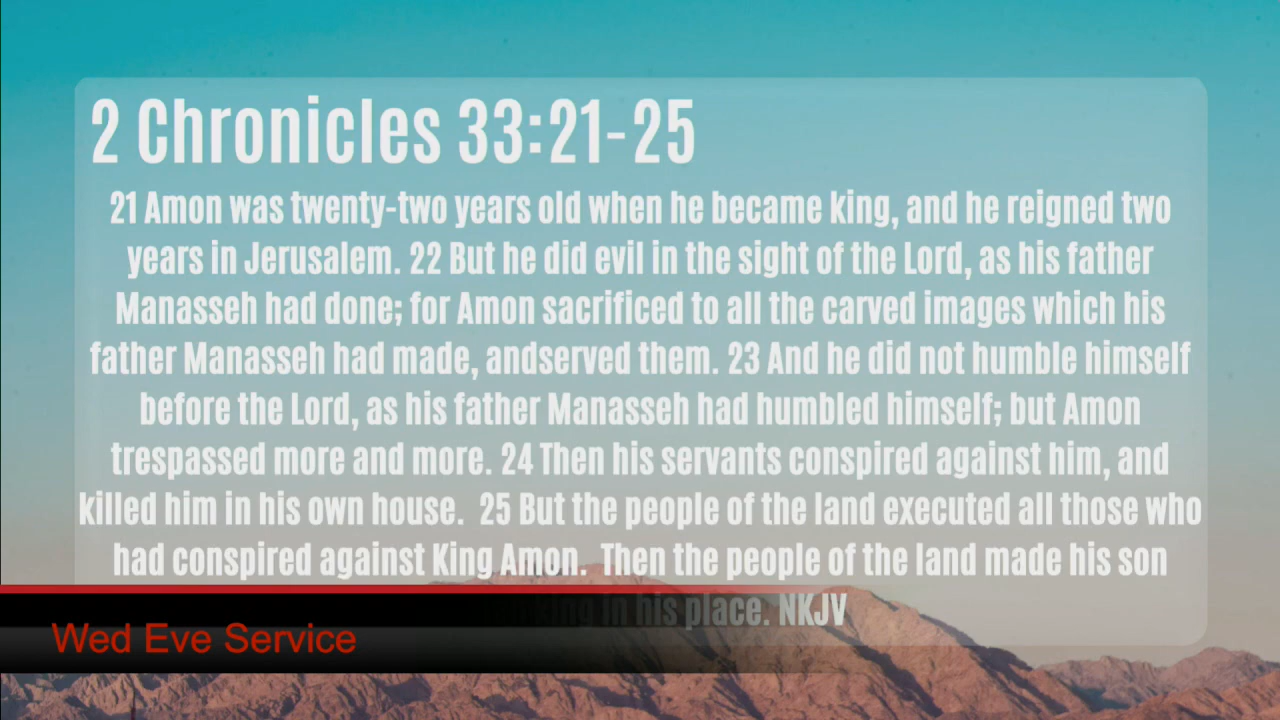 2 Chronicles 33:21-25
21 Amon was twenty-two years old when he became king, and he reigned two
years in Jerusalem. 22 But he did evil in the sight of the Lord, as his father
Manasseh had done; for Amon sacrificed to all the carved images which his
father Manasseh had made, andserved them. 23 And he did not humble himself
before the Lord, as his father Manasseh had humbled himself; but Amon
trespassed more and more. 24 Then his servants conspired against him, and
killed him in his own house. 25 But the people of the land executed all those who
had conspired against King Amon. Then the people of the land made his son
in his place. NKJV
Wed Eve Service